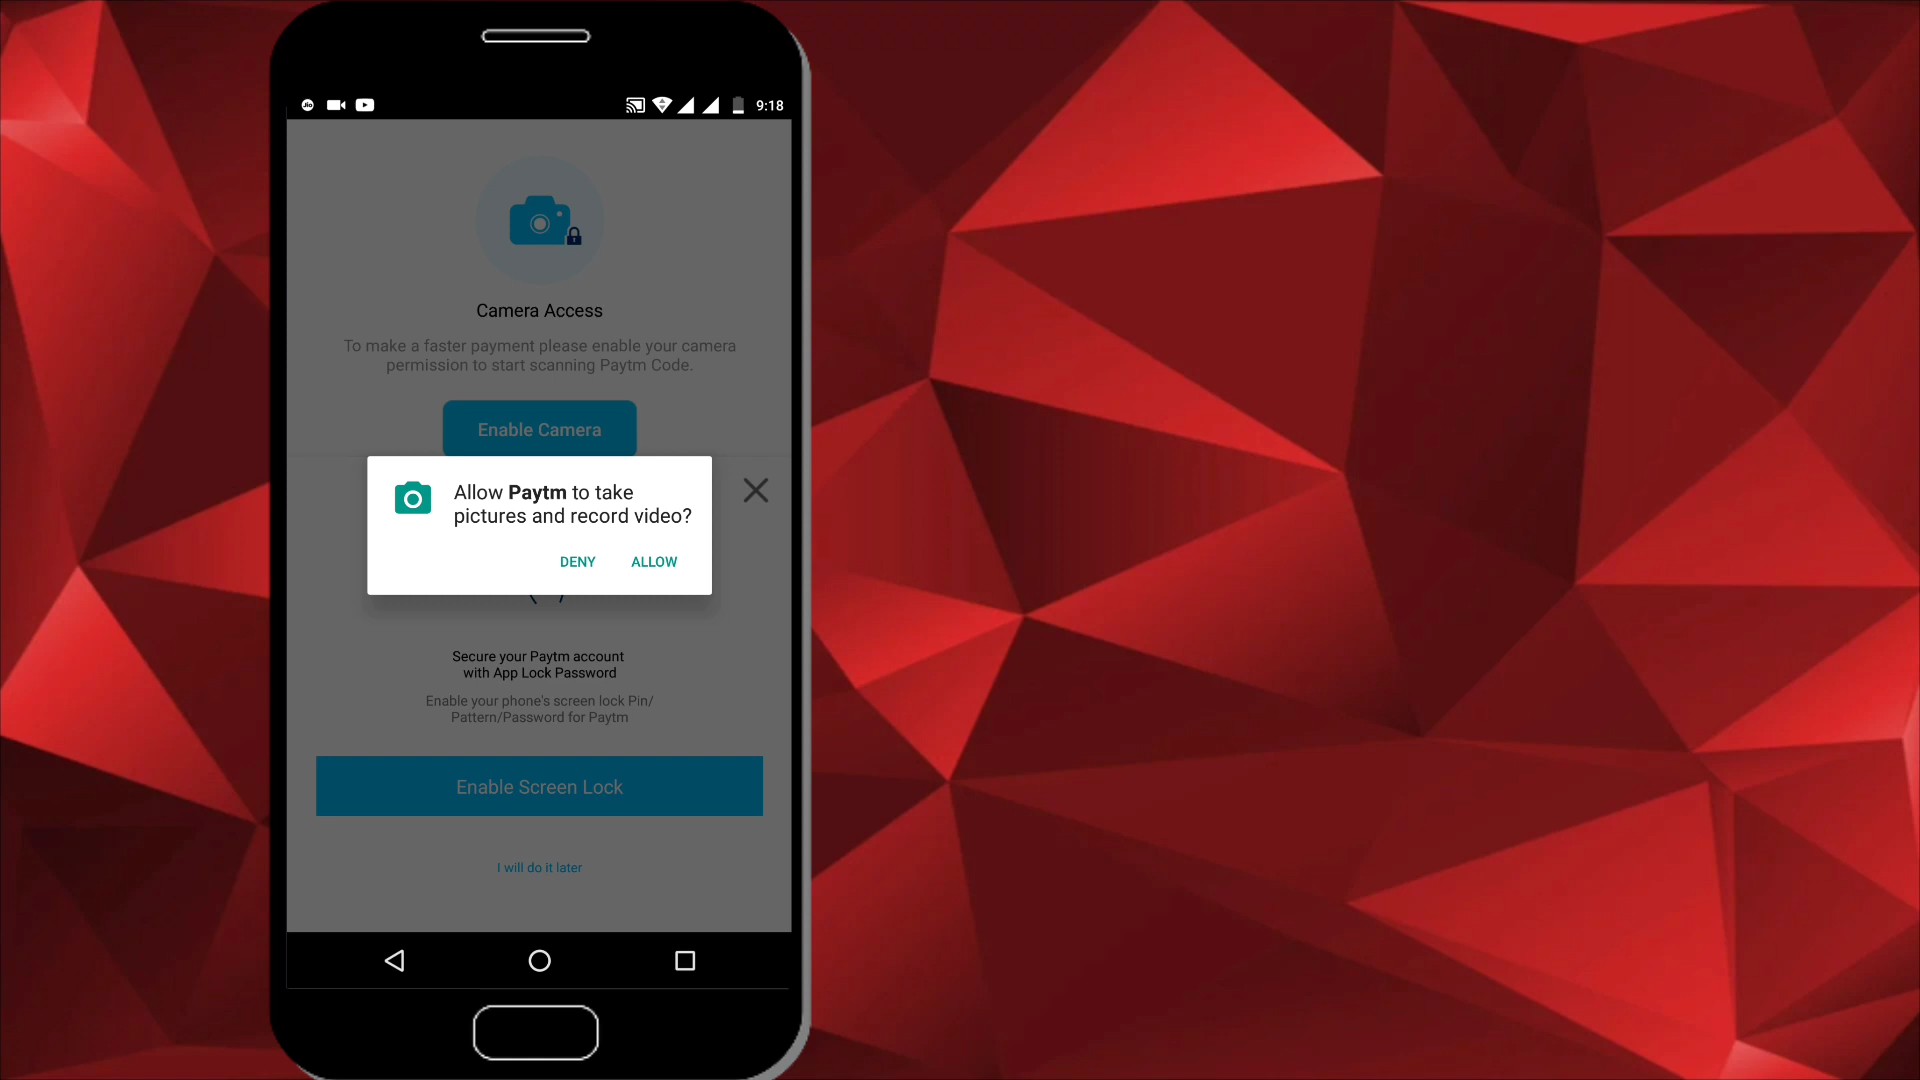 Jio
9:18
Camera Access
To make a faster payment please enable your camera
permission to start scanning Paytm Code.
Enable Camera
Allow Paytm to take
pictures and record video?
DENY ALLOW
Secure your Paytm account
with App Lock Password
Enable your phone's screen lock Pin/
Pattern/Password for Paytm
Enable Screen Lock
I will do it later